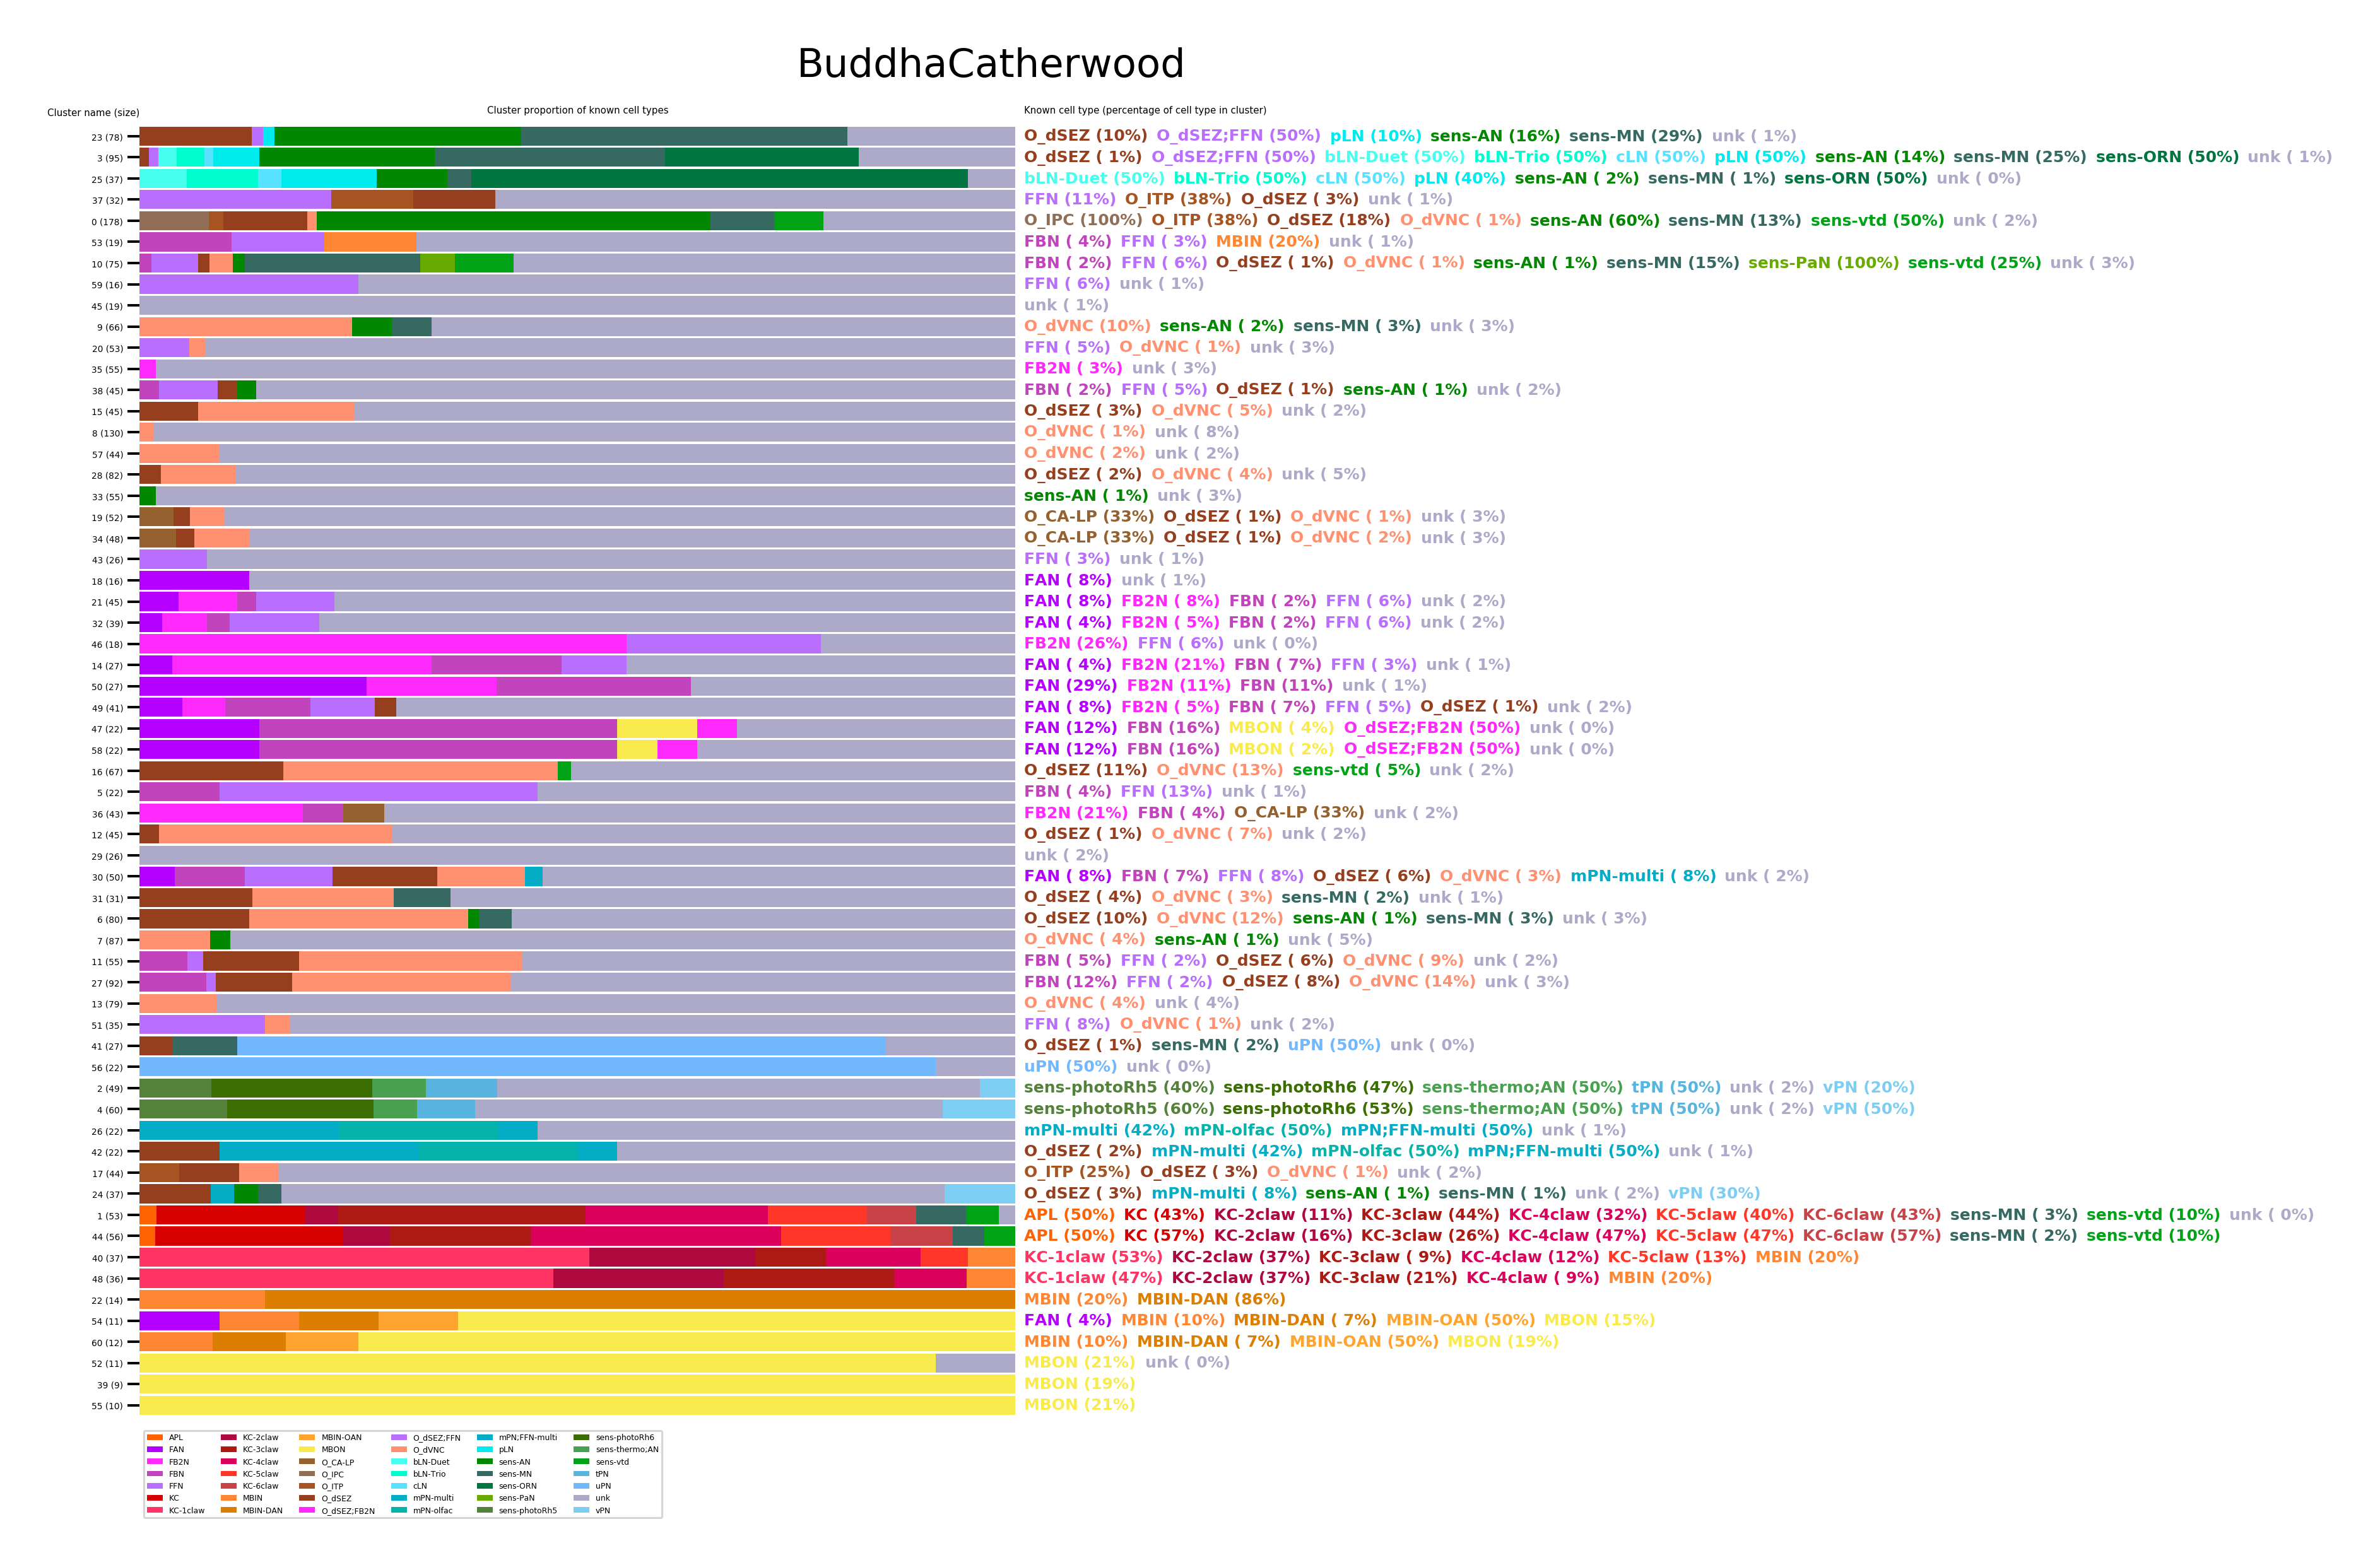 BuddhaCatherwood
Cluster name (size) Cluster proportion of known cell types Known cell type (percentage of cell type in cluster)
23 (78) O_dSEZ (10%) O_dSEZ;FFN (50%) pLN (10%) sens-AN (16%) sens-MN (29%) unk ( 1%)
3 (95) O_dSEZ ( 1%) O_dSEZ;FFN (50%) bLN-Duet (50%) bLN-Trio (50%) cLN (50%) pLN (50%) sens-AN (14%) sens-MN (25%) sens-ORN (50%) unk ( 1%)
25 (37) bLN-Duet (50%) bLN-Trio (50%) cLN (50%) pLN (40%) sens-AN ( 2%) sens-MN ( 1%) sens-ORN (50%) unk ( 0%)
37 (32) FFN (11%) O_ITP (38%) O_dSEZ ( 3%) unk ( 1%)
0 (178) O_IPC (100%) O_ITP (38%) O_dSEZ (18%) O_dVNC ( 1%) sens-AN (60%) sens-MN (13%) sens-vtd (50%) unk ( 2%)
53 (19) FBN ( 4%) FFN ( 3%) MBIN (20%) unk ( 1%)
10 (75) FBN ( 2%) FFN ( 6%) O_dSEZ ( 1%) O_dVNC ( 1%) sens-AN ( 1%) sens-MN (15%) sens-PaN (100%) sens-vtd (25%) unk ( 3%)
59 (16) FFN ( 6%) unk ( 1%)
45 (19) unk ( 1%)
9 (66) O_dVNC (10%) sens-AN ( 2%) sens-MN ( 3%) unk ( 3%)
20 (53) FFN ( 5%) O_dVNC ( 1%) unk ( 3%)
35 (55) FB2N ( 3%) unk ( 3%)
38 (45) FBN ( 2%) FFN ( 5%) O_dSEZ ( 1%) sens-AN ( 1%) unk ( 2%)
15 (45) O_dSEZ ( 3%) O_dVNC ( 5%) unk ( 2%)
8 (130) O_dVNC ( 1%) unk ( 8%)
57 (44) O_dVNC ( 2%) unk ( 2%)
28 (82) O_dSEZ ( 2%) O_dVNC ( 4%) unk ( 5%)
33 (55) sens-AN ( 1%) unk ( 3%)
19 (52) O_CA-LP (33%) O_dSEZ ( 1%) O_dVNC ( 1%) unk ( 3%)
34 (48) O_CA-LP (33%) O_dSEZ ( 1%) O_dVNC ( 2%) unk ( 3%)
43 (26) FFN ( 3%) unk ( 1%)
18 (16) FAN ( 8%) unk ( 1%)
21 (45) FAN ( 8%) FB2N ( 8%) FBN ( 2%) FFN ( 6%) unk ( 2%)
32 (39) FAN ( 4%) FB2N ( 5%) FBN ( 2%) FFN ( 6%) unk ( 2%)
46 (18) FB2N (26%) FFN ( 6%) unk ( 0%)
14 (27) FAN ( 4%) FB2N (21%) FBN ( 7%) FFN ( 3%) unk ( 1%)
50 (27) FAN (29%) FB2N (11%) FBN (11%) unk ( 1%)
49 (41) FAN ( 8%) FB2N ( 5%) FBN ( 7%) FFN ( 5%) O_dSEZ ( 1%) unk ( 2%)
47 (22) FAN (12%) FBN (16%) MBON ( 4%) O_dSEZ;FB2N (50%) unk ( 0%)
58 (22) FAN (12%) FBN (16%) MBON ( 2%) O_dSEZ;FB2N (50%) unk ( 0%)
16 (67) O_dSEZ (11%) O_dVNC (13%) sens-vtd ( 5%) unk ( 2%)
5 (22) FBN ( 4%) FFN (13%) unk ( 1%)
36 (43) FB2N (21%) FBN ( 4%) O_CA-LP (33%) unk ( 2%)
12 (45) O_dSEZ ( 1%) O_dVNC ( 7%) unk ( 2%)
29 (26) unk ( 2%)
30 (50) FAN ( 8%) FBN ( 7%) FFN ( 8%) O_dSEZ ( 6%) O_dVNC ( 3%) mPN-multi ( 8%) unk ( 2%)
31 (31) O_dSEZ ( 4%) O_dVNC ( 3%) sens-MN ( 2%) unk ( 1%)
6 (80) O_dSEZ (10%) O_dVNC (12%) sens-AN ( 1%) sens-MN ( 3%) unk ( 3%)
7 (87) O_dVNC ( 4%) sens-AN ( 1%) unk ( 5%)
11 (55) FBN ( 5%) FFN ( 2%) O_dSEZ ( 6%) O_dVNC ( 9%) unk ( 2%)
27 (92) FBN (12%) FFN ( 2%) O_dSEZ ( 8%) O_dVNC (14%) unk ( 3%)
13 (79) O_dVNC ( 4%) unk ( 4%)
51 (35) FFN ( 8%) O_dVNC ( 1%) unk ( 2%)
41 (27) O_dSEZ ( 1%) sens-MN ( 2%) uPN (50%) unk ( 0%)
56 (22) uPN (50%) unk ( 0%)
2 (49) sens-photoRh5 (40%) sens-photoRh6 (47%) sens-thermo;AN (50%) tPN (50%) unk ( 2%) vPN (20%)
4 (60) sens-photoRh5 (60%) sens-photoRh6 (53%) sens-thermo;AN (50%) tPN (50%) unk ( 2%) vPN (50%)
26 (22) mPN-multi (42%) mPN-olfac (50%) mPN;FFN-multi (50%) unk ( 1%)
42 (22) O_dSEZ ( 2%) mPN-multi (42%) mPN-olfac (50%) mPN;FFN-multi (50%) unk ( 1%)
17 (44) O_ITP (25%) O_dSEZ ( 3%) O_dVNC ( 1%) unk ( 2%)
24 (37) O_dSEZ ( 3%) mPN-multi ( 8%) sens-AN ( 1%) sens-MN ( 1%) unk ( 2%) vPN (30%)
1 (53) APL (50%) KC (43%) KC-2claw (11%) KC-3claw (44%) KC-4claw (32%) KC-5claw (40%) KC-6claw (43%) sens-MN ( 3%) sens-vtd (10%) unk ( 0%)
44 (56) APL (50%) KC (57%) KC-2claw (16%) KC-3claw (26%) KC-4claw (47%) KC-5claw (47%) KC-6claw (57%) sens-MN ( 2%) sens-vtd (10%)
40 (37) KC-1claw (53%) KC-2claw (37%) KC-3claw ( 9%) KC-4claw (12%) KC-5claw (13%) MBIN (20%)
48 (36) KC-1claw (47%) KC-2claw (37%) KC-3claw (21%) KC-4claw ( 9%) MBIN (20%)
22 (14) MBIN (20%) MBIN-DAN (86%)
54 (11) FAN ( 4%) MBIN (10%) MBIN-DAN ( 7%) MBIN-OAN (50%) MBON (15%)
60 (12) MBIN (10%) MBIN-DAN ( 7%) MBIN-OAN (50%) MBON (19%)
52 (11) MBON (21%) unk ( 0%)
39 (9) MBON (19%)
55 (10) MBON (21%)
APL KC-2claw MBIN-OAN O_dSEZ;FFN mPN;FFN-multi sens-photoRh6
FAN KC-3claw MBON O_dVNC pLN sens-thermo;AN
FB2N KC-4claw O_CA-LP bLN-Duet sens-AN sens-vtd
FBN KC-5claw O_IPC bLN-Trio sens-MN tPN
FFN KC-6claw O_ITP cLN sens-ORN uPN
KC MBIN O_dSEZ mPN-multi sens-PaN unk
KC-1claw MBIN-DAN O_dSEZ;FB2N mPN-olfac sens-photoRh5 vPN